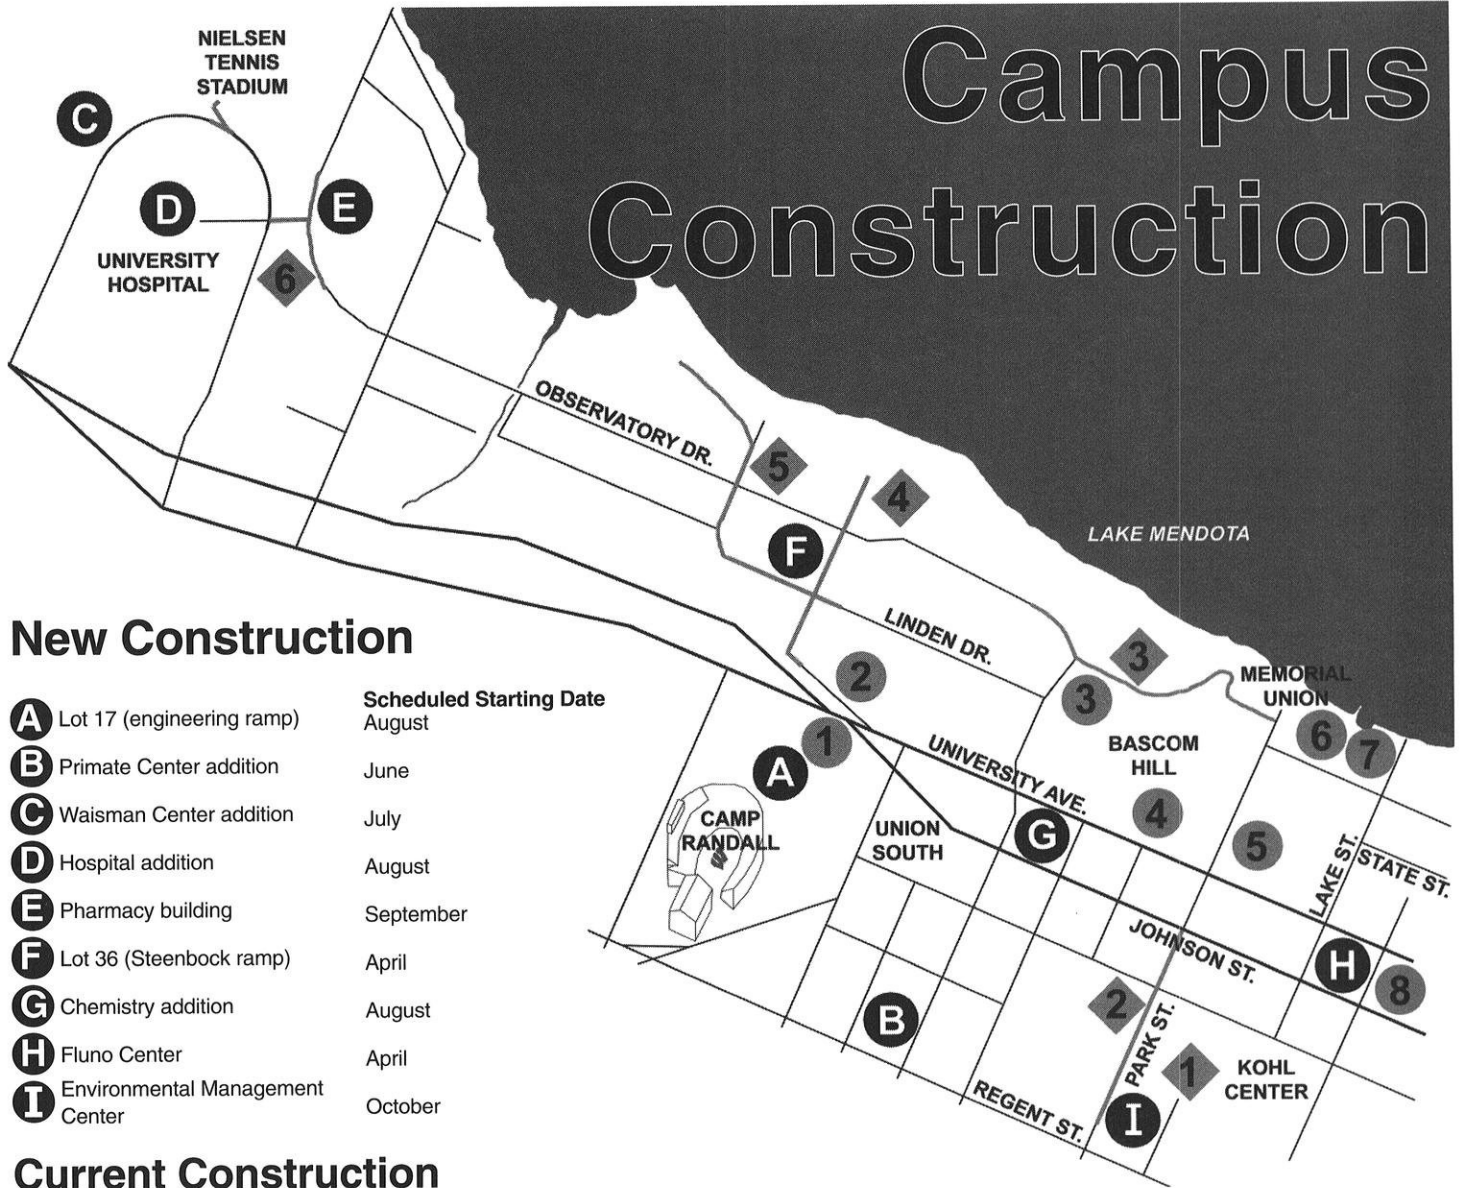 Campus
Construction
NIELSEN
TENNIS
STADIUM
C
D
E
UNIVERSITY
HOSPITAL
6
OBSERVATORY DR.
5
4
F
LAKE MENDOTA
LINDEN DR.
3
2
3
MEMORIAL
UNION
6
7
1
A
BASCOM
HILL
UNIVERSITY AVE.
4
CAMP
RANDALL
W
UNION
SOUTH
G
5
LAKE ST.
STATE ST.
JOHNSON ST.
H
8
2
B
PARK ST.
1
KOHL
CENTER
REGENT ST.
I
New Construction
Scheduled Starting Date
A Lot 17 (engineering ramp) August
B Primate Center addition June
C Waisman Center addition July
D Hospital addition August
E Pharmacy building September
F Lot 36 (Steenbock ramp) April
G Chemistry addition August
H Fluno Center April
I Environmental Management
Center October
Current Construction